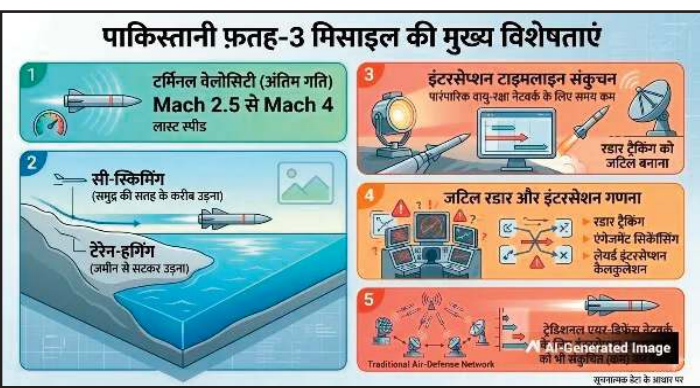 पाकिस्तानी फ़तह-3 मिसाइल की मुख्य विशेषताएं
1
टर्मिनल वेलोसिटी (अंतिम गति)
Mach 2.5 से Mach 4
लास्ट स्पीड
2
सी-स्किमिंग
(समुद्र की सतह के करीब उड़ना)
टेरेन-हगिंग
(जमीन से सटकर उड़ना)
3
इंटरसेप्शन टाइमलाइन संकुचन
पारंपरिक वायु-रक्षा नेटवर्क के लिए समय कम
रडार ट्रैकिंग को
जटिल बनाना
4
जटिल रडार और इंटरसेशन गणना
रडार ट्रैकिंग
एंगेजमेंट सिकेंसिंग
लेयर्ड इंटरसेप्शन
कैलकुलेशन
5
ट्रेडिशनल एयर-डिफेंस नेटवर्क
AI-Generated Image
को भी संकुचित
Traditional Air-Defense Network
सूचनात्मक डेटा के आधार पर